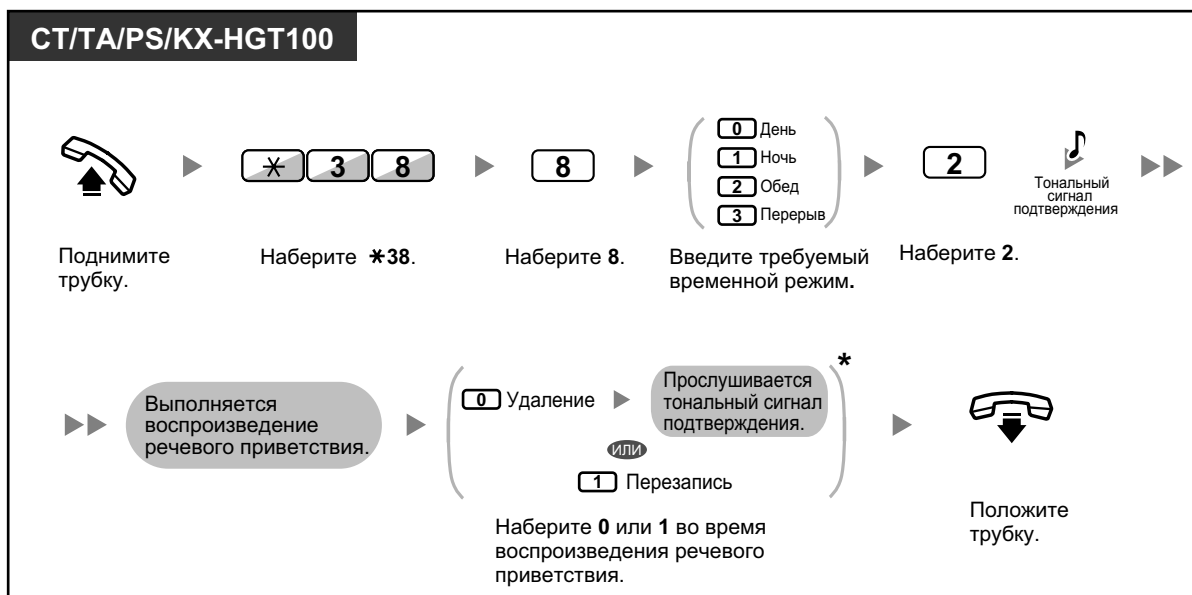 CT/TA/PS/KX-HGT100
0 День
1 Ночь
2 Обед
3 Перерыв
* 3 8
8
2
Тональный
сигнал
подтверждения
Поднимите
трубку.
Наберите *38.
Наберите 8.
Введите требуемый
временной режим.
Наберите 2.
Выполняется
воспроизведение
речевого приветствия.
0 Удаление
Прослушивается
тональный сигнал
подтверждения.
*
или
1 Перезапись
Наберите 0 или 1 во время
воспроизведения речевого
приветствия.
Положите
трубку.